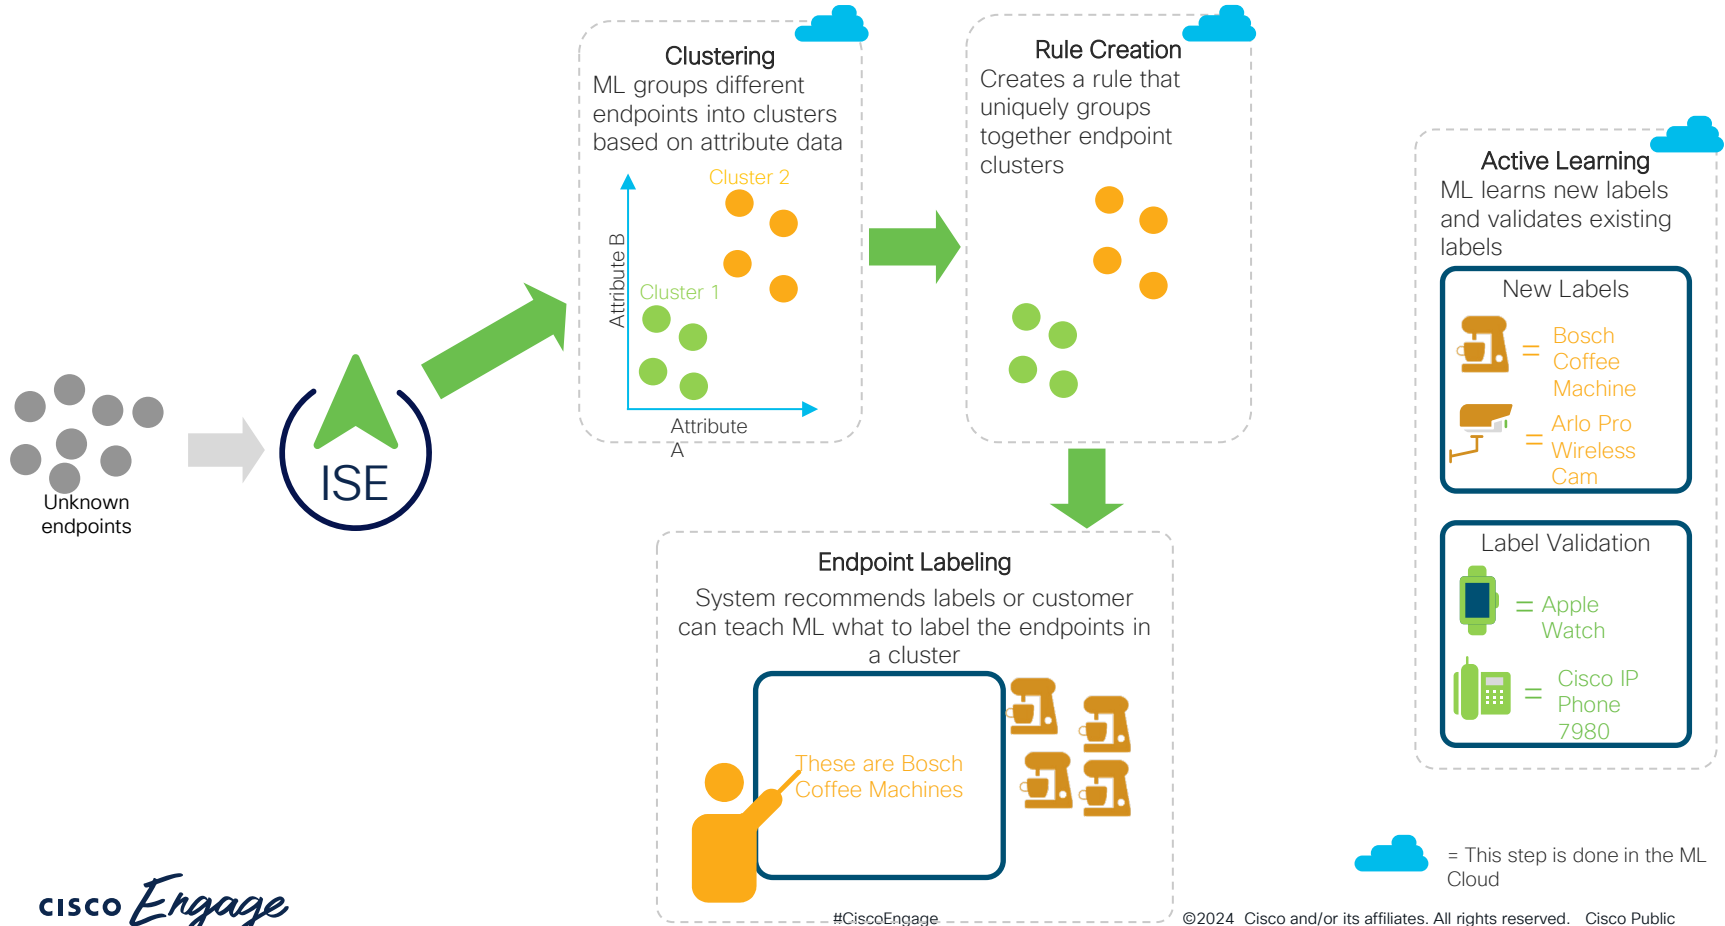 Clustering
ML groups different
endpoints into clusters
based on attribute data
Cluster 2
Cluster 1
Attribute B
Attribute
A
Rule Creation
Creates a rule that
uniquely groups
together endpoint
clusters
Active Learning
ML learns new labels
and validates existing
labels
New Labels
= Bosch
Coffee
Machine
= Arlo Pro
Wireless
Cam
Label Validation
= Apple
Watch
= Cisco IP
Phone
7980
Unknown
endpoints
ISE
Endpoint Labeling
System recommends labels or customer
can teach ML what to label the endpoints in
a cluster
These are Bosch
Coffee Machines
= This step is done in the ML
Cloud
CISCO Engage
#CiscoEngage
©2024 Cisco and/or its affiliates. All rights reserved. Cisco Public